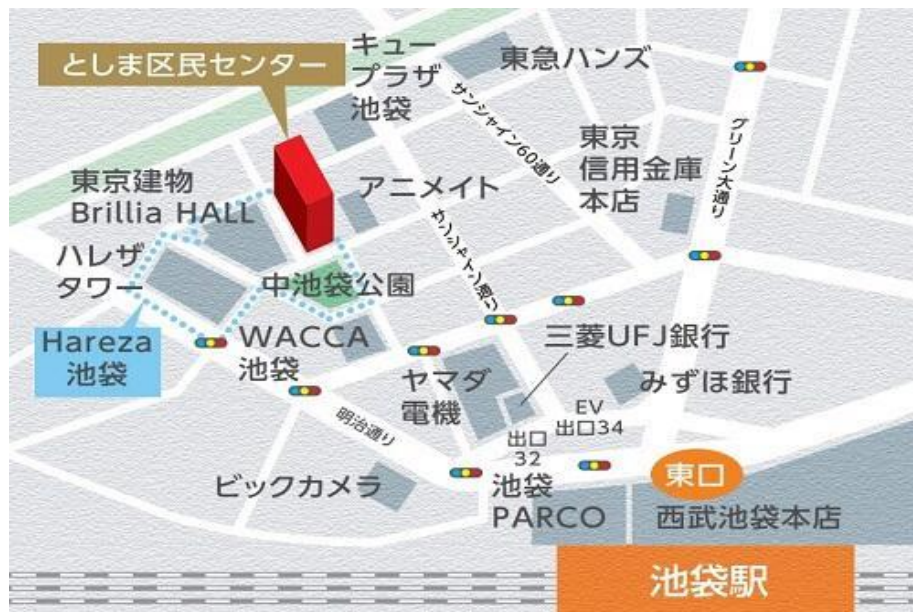 キュー
プラザ
池袋
東急ハンズ
としま区民センター
サンシャイン60通り
グリーン大通り
東京
信用金庫
本店
東京建物
Brillia HALL
アニメイト
サンシャイン通り
ハレザ
タワー
中池袋公園
Hareza
池袋
WACCA
池袋
三菱UFJ銀行
ヤマダ
電機
みずほ銀行
明治通り
EV
出口34
出口
32
ビックカメラ
池袋
PARCO
東口
西武池袋本店
池袋駅